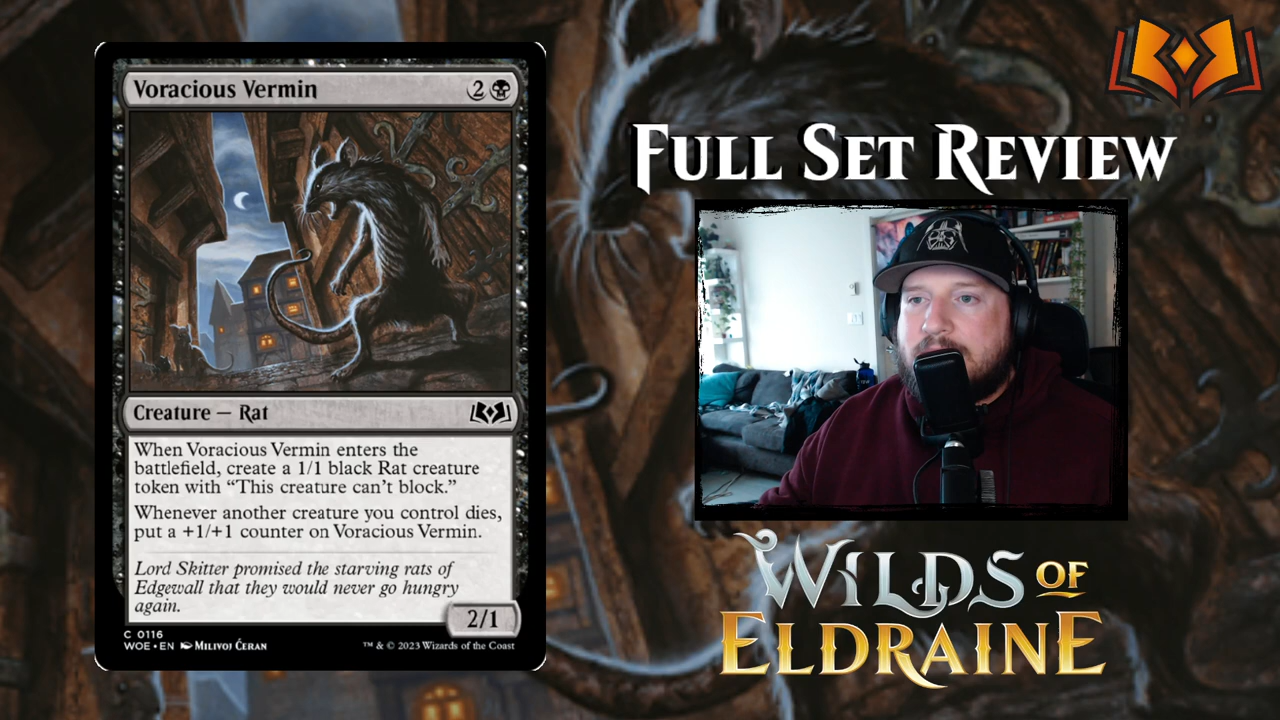 Voracious Vermin 2
Creature — Rat
When Voracious Vermin enters the
battlefield, create a 1/1 black Rat creature
token with “This creature can’t block.”
Whenever another creature you control dies,
put a +1/+1 counter on Voracious Vermin.
Lord Skitter promised the starving rats of
Edgewall that they would never go hungry
again.
2/1
C 0116
WOE • EN Milivoj Ćeran
™ & © 2023 Wizards of the Coast
Full Set Review
Wilds of
Eldraine